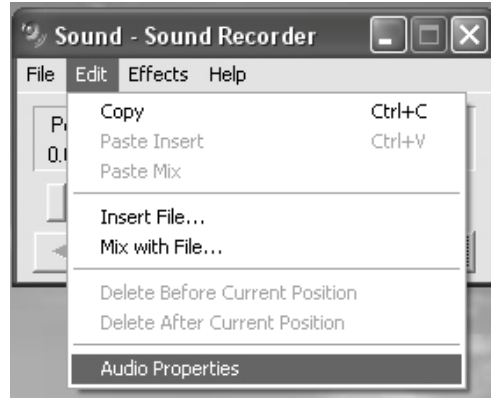 Sound - Sound Recorder
File Edit Effects Help
Copy Ctrl+C
Paste Insert Ctrl+V
Paste Mix
Insert File...
Mix with File...
Delete Before Current Position
Delete After Current Position
Audio Properties